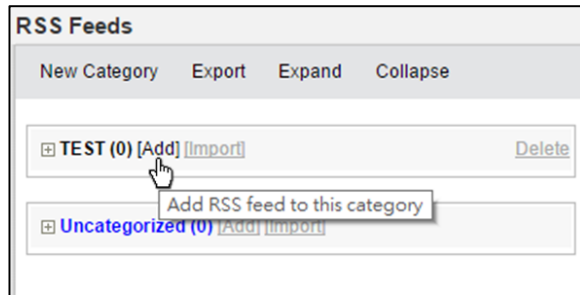 RSS Feeds
New Category Export Expand Collapse
TEST (0) [Add] [Import] Delete
Add RSS feed to this category
Uncategorized (0) [Add] [Import]